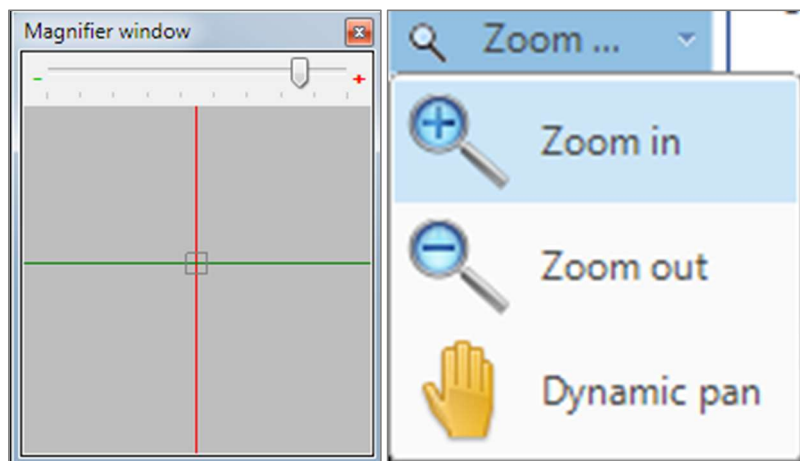 Magnifier window
- +
Zoom ...
Zoom in
Zoom out
Dynamic pan